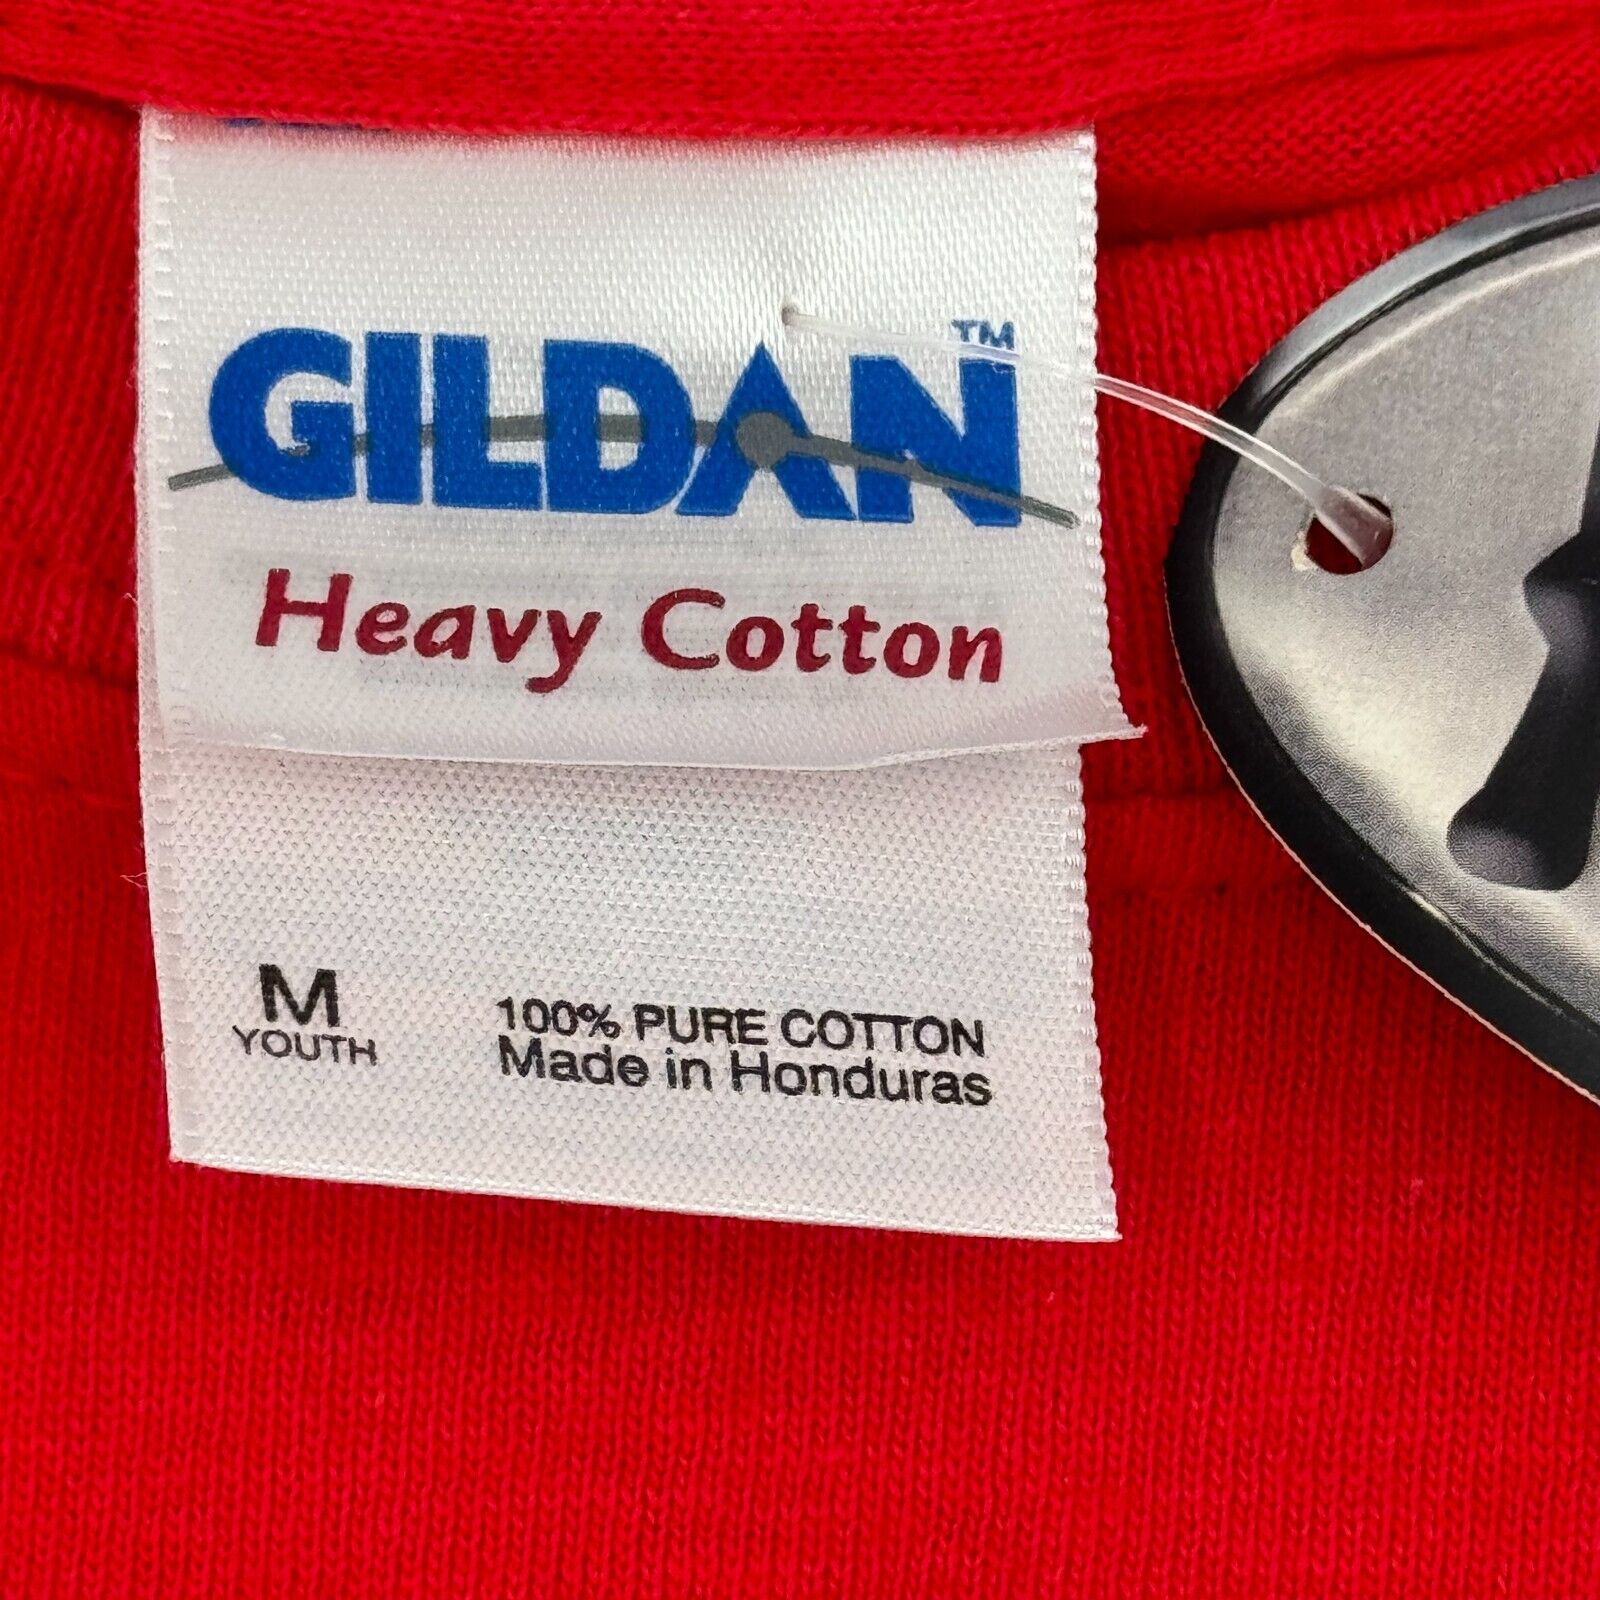 GILDAN™
Heavy Cotton
M
YOUTH
100% PURE COTTON
Made in Honduras